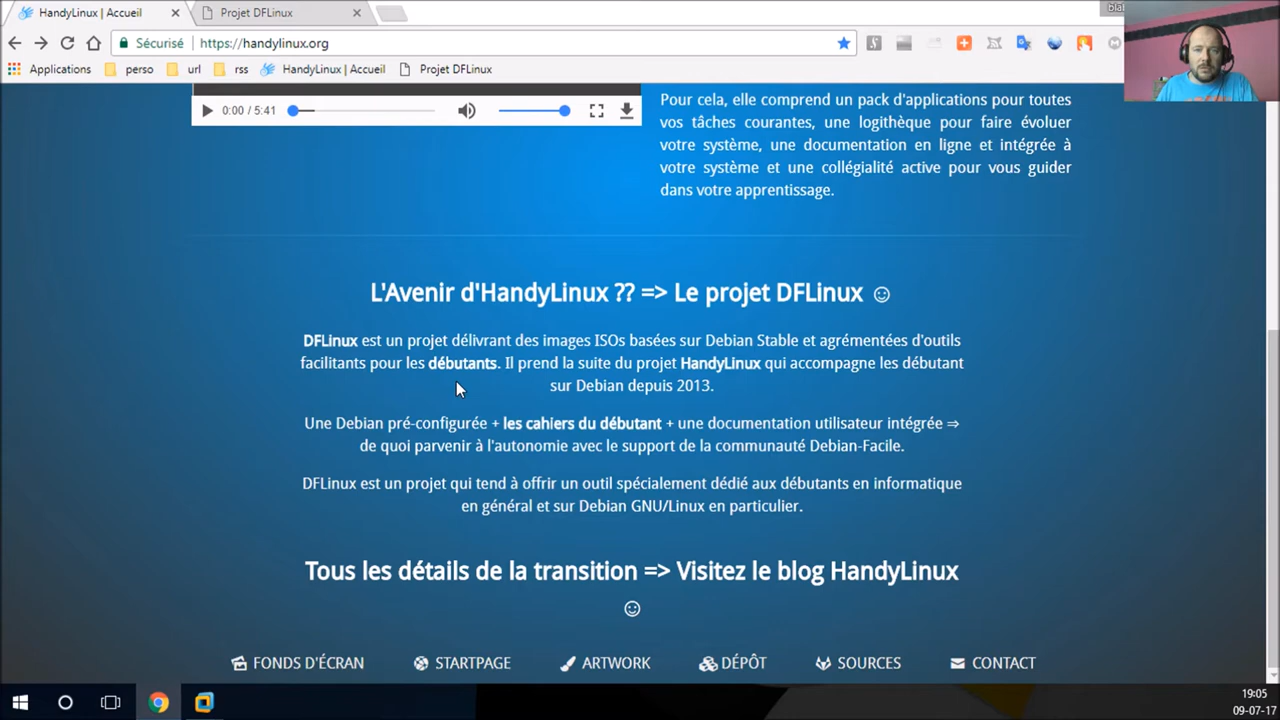 HandyLinux | Accueil
Projet DFLinux
Sécurisé
https://handylinux.org
Applications perso url rss HandyLinux | Accueil Projet DFLinux
0:00 / 5:41
Pour cela, elle comprend un pack d'applications pour toutes
vos tâches courantes, une logithèque pour faire évoluer
votre système, une documentation en ligne et intégrée à
votre système et une collégialité active pour vous guider
dans votre apprentissage.
L'Avenir d'HandyLinux ?? => Le projet DFLinux ☺
DFLinux est un projet délivrant des images ISOs basées sur Debian Stable et agrémentées d'outils
facilitants pour les débutants. Il prend la suite du projet HandyLinux qui accompagne les débutant
sur Debian depuis 2013.
Une Debian pré-configurée + les cahiers du débutant + une documentation utilisateur intégrée ⇒
de quoi parvenir à l'autonomie avec le support de la communauté Debian-Facile.
DFLinux est un projet qui tend à offrir un outil spécialement dédié aux débutants en informatique
en général et sur Debian GNU/Linux en particulier.
Tous les détails de la transition => Visitez le blog HandyLinux
☺
FONDS D'ÉCRAN STARTPAGE ARTWORK DÉPÔT SOURCES CONTACT
19:05
09-07-17